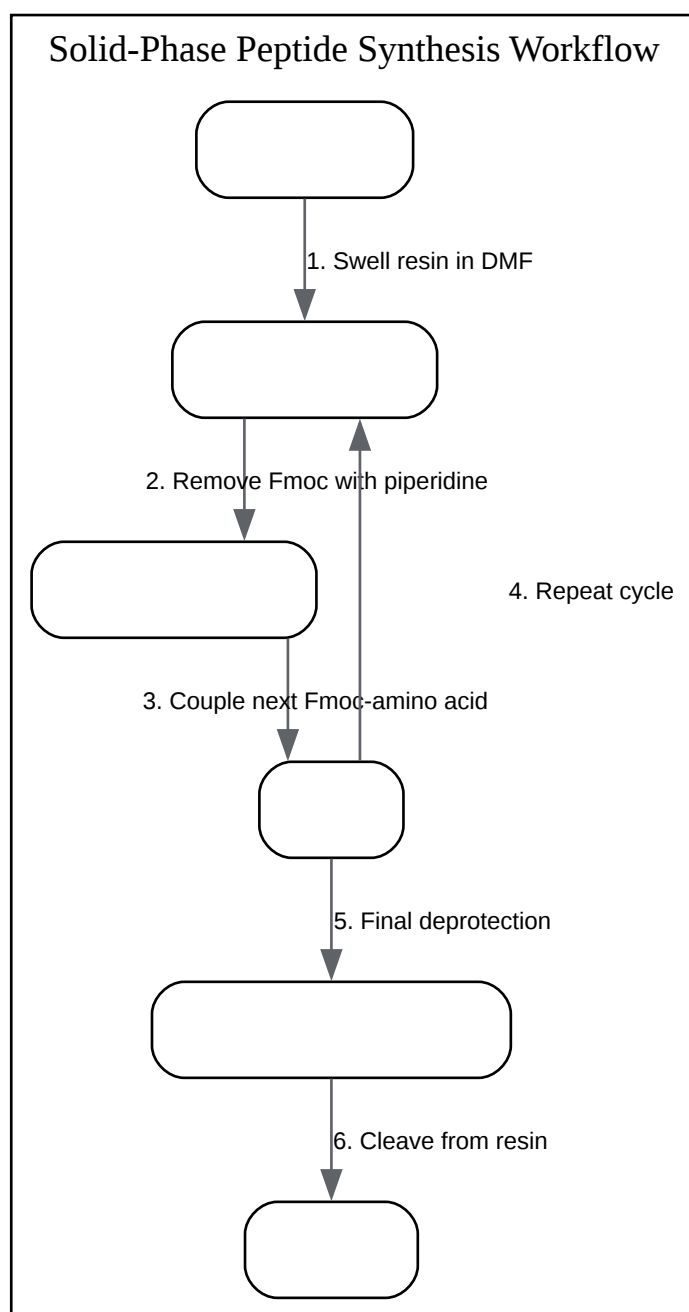 Solid-Phase Peptide Synthesis Workflow
1. Swell resin in DMF
2. Remove Fmoc with piperidine
4. Repeat cycle
3. Couple next Fmoc-amino acid
5. Final deprotection
6. Cleave from resin